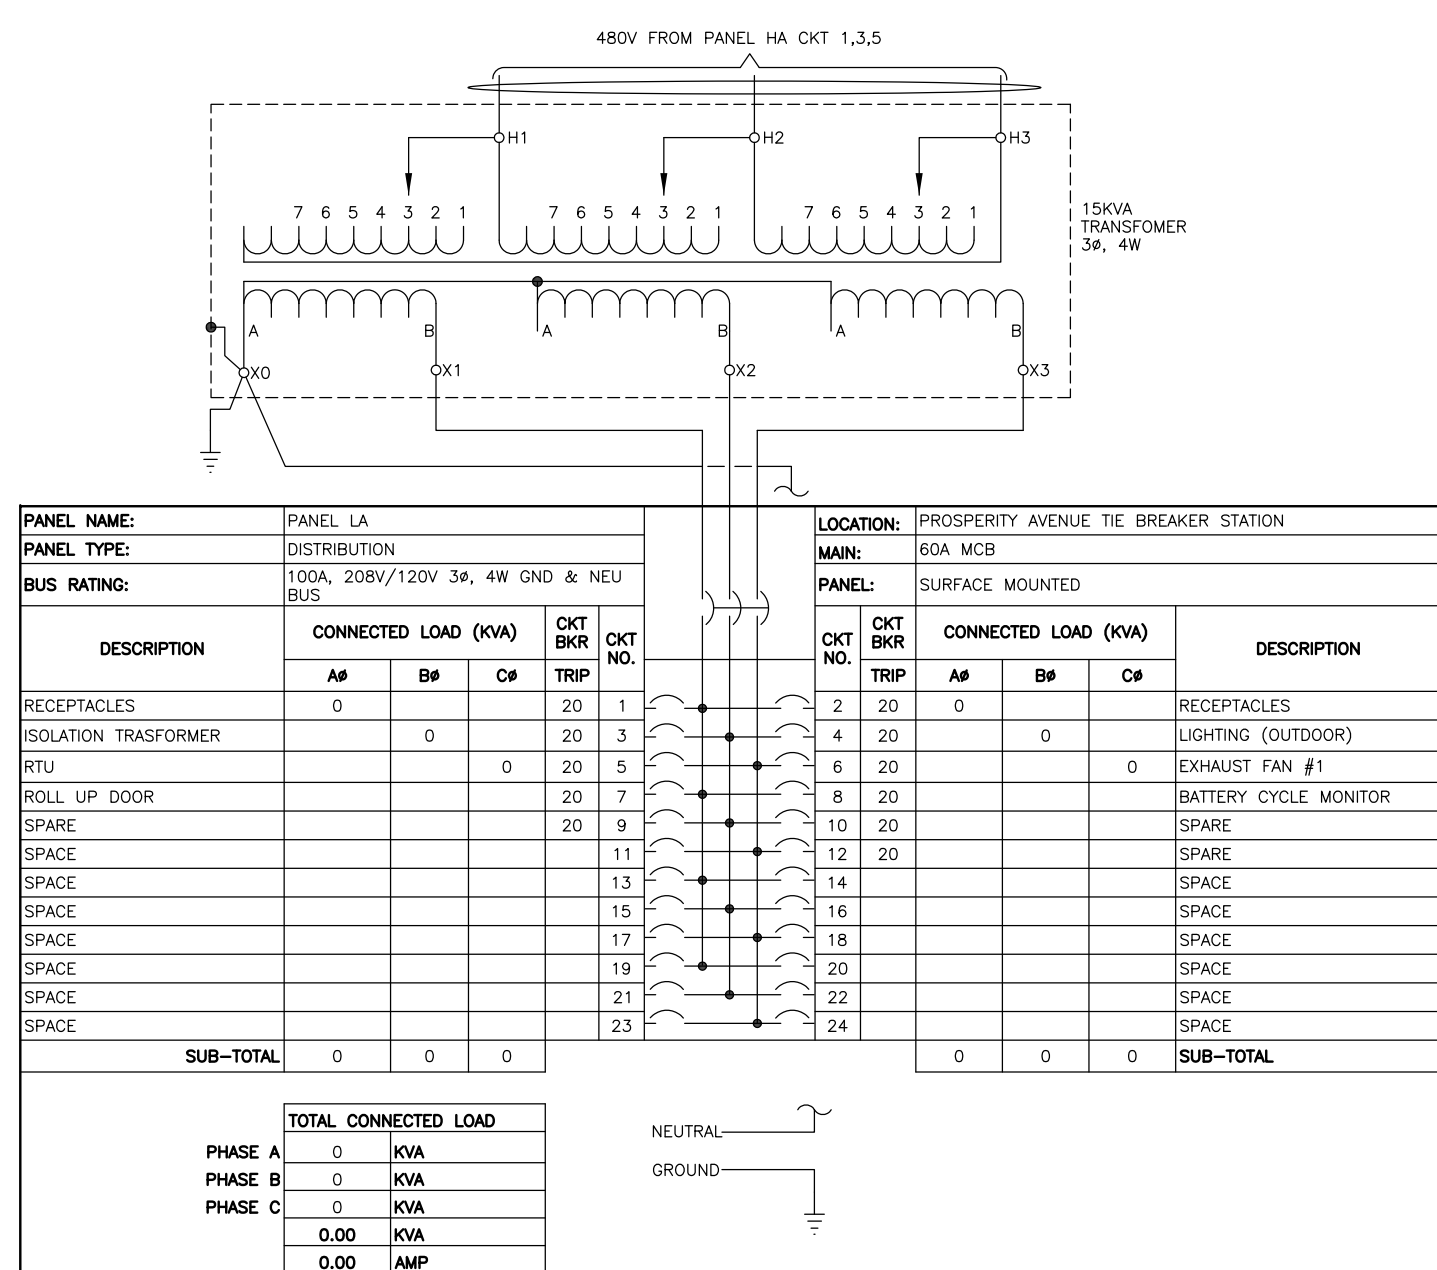 480V FROM PANEL HA CKT 1,3,5
H1 H2 H3
7 6 5 4 3 2 1 7 6 5 4 3 2 1 7 6 5 4 3 2 1
15KVA
TRANSFOMER
3ø, 4W
A B A B A B
X0 X1 X2 X3
PANEL NAME: PANEL LA LOCATION: PROSPERITY AVENUE TIE BREAKER STATION
PANEL TYPE: DISTRIBUTION MAIN: 60A MCB
BUS RATING: 100A, 208V/120V 3ø, 4W GND & NEU
BUS
PANEL: SURFACE MOUNTED
DESCRIPTION CONNECTED LOAD (KVA) CKT
BKR CKT
NO. CKT
NO. CKT
BKR CONNECTED LOAD (KVA) DESCRIPTION
Aø Bø Cø TRIP TRIP Aø Bø Cø
RECEPTACLES 0 20 1 2 20 0 RECEPTACLES
ISOLATION TRASFORMER 0 20 3 4 20 0 LIGHTING (OUTDOOR)
RTU 0 20 5 6 20 0 EXHAUST FAN #1
ROLL UP DOOR 20 7 8 20 BATTERY CYCLE MONITOR
SPARE 20 9 10 20 SPARE
SPACE 11 12 20 SPARE
SPACE 13 14 SPACE
SPACE 15 16 SPACE
SPACE 17 18 SPACE
SPACE 19 20 SPACE
SPACE 21 22 SPACE
SPACE 23 24 SPACE
SUB-TOTAL 0 0 0 0 0 0 SUB-TOTAL
TOTAL CONNECTED LOAD
PHASE A 0 KVA
PHASE B 0 KVA
PHASE C 0 KVA
0.00 KVA
0.00 AMP
NEUTRAL
GROUND